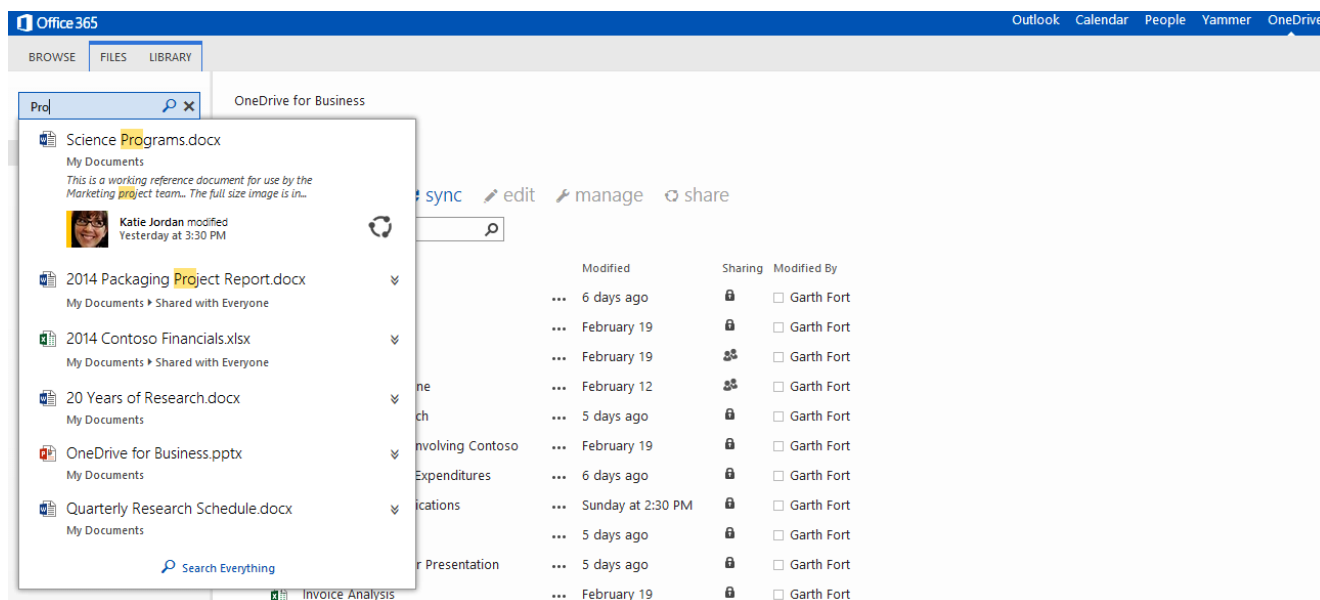 Office 365
Outlook Calendar People Yammer OneDrive
BROWSE FILES LIBRARY
Pro
OneDrive for Business
Science Programs.docx
My Documents
This is a working reference document for use by the
Marketing project team... The full size image is in...
Katie Jordan modified
Yesterday at 3:30 PM
2014 Packaging Project Report.docx
My Documents Shared with Everyone
2014 Contoso Financials.xlsx
My Documents Shared with Everyone
20 Years of Research.docx
My Documents
OneDrive for Business.pptx
My Documents
Quarterly Research Schedule.docx
My Documents
Search Everything
sync edit manage share
Modified Sharing Modified By
... 6 days ago Garth Fort
... February 19 Garth Fort
... February 19 Garth Fort
ne ... February 12 Garth Fort
ch ... 5 days ago Garth Fort
nvolving Contoso ... February 19 Garth Fort
Expenditures ... 6 days ago Garth Fort
ications ... Sunday at 2:30 PM Garth Fort
... 5 days ago Garth Fort
r Presentation ... 5 days ago Garth Fort
Invoice Analysis ... February 19 Garth Fort